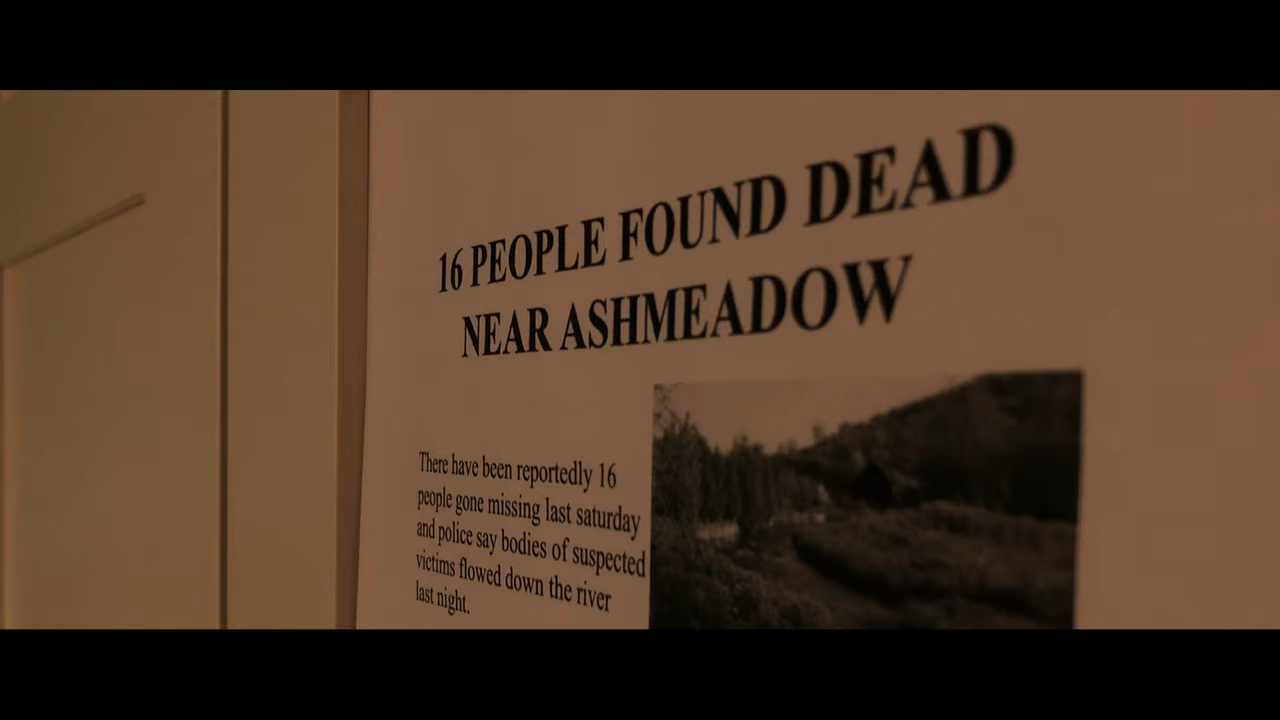 16 PEOPLE FOUND DEAD
NEAR ASHMEADOW
There have been reportedly 16
people gone missing last saturday
and police say bodies of suspected
victims flowed down the river
last night.